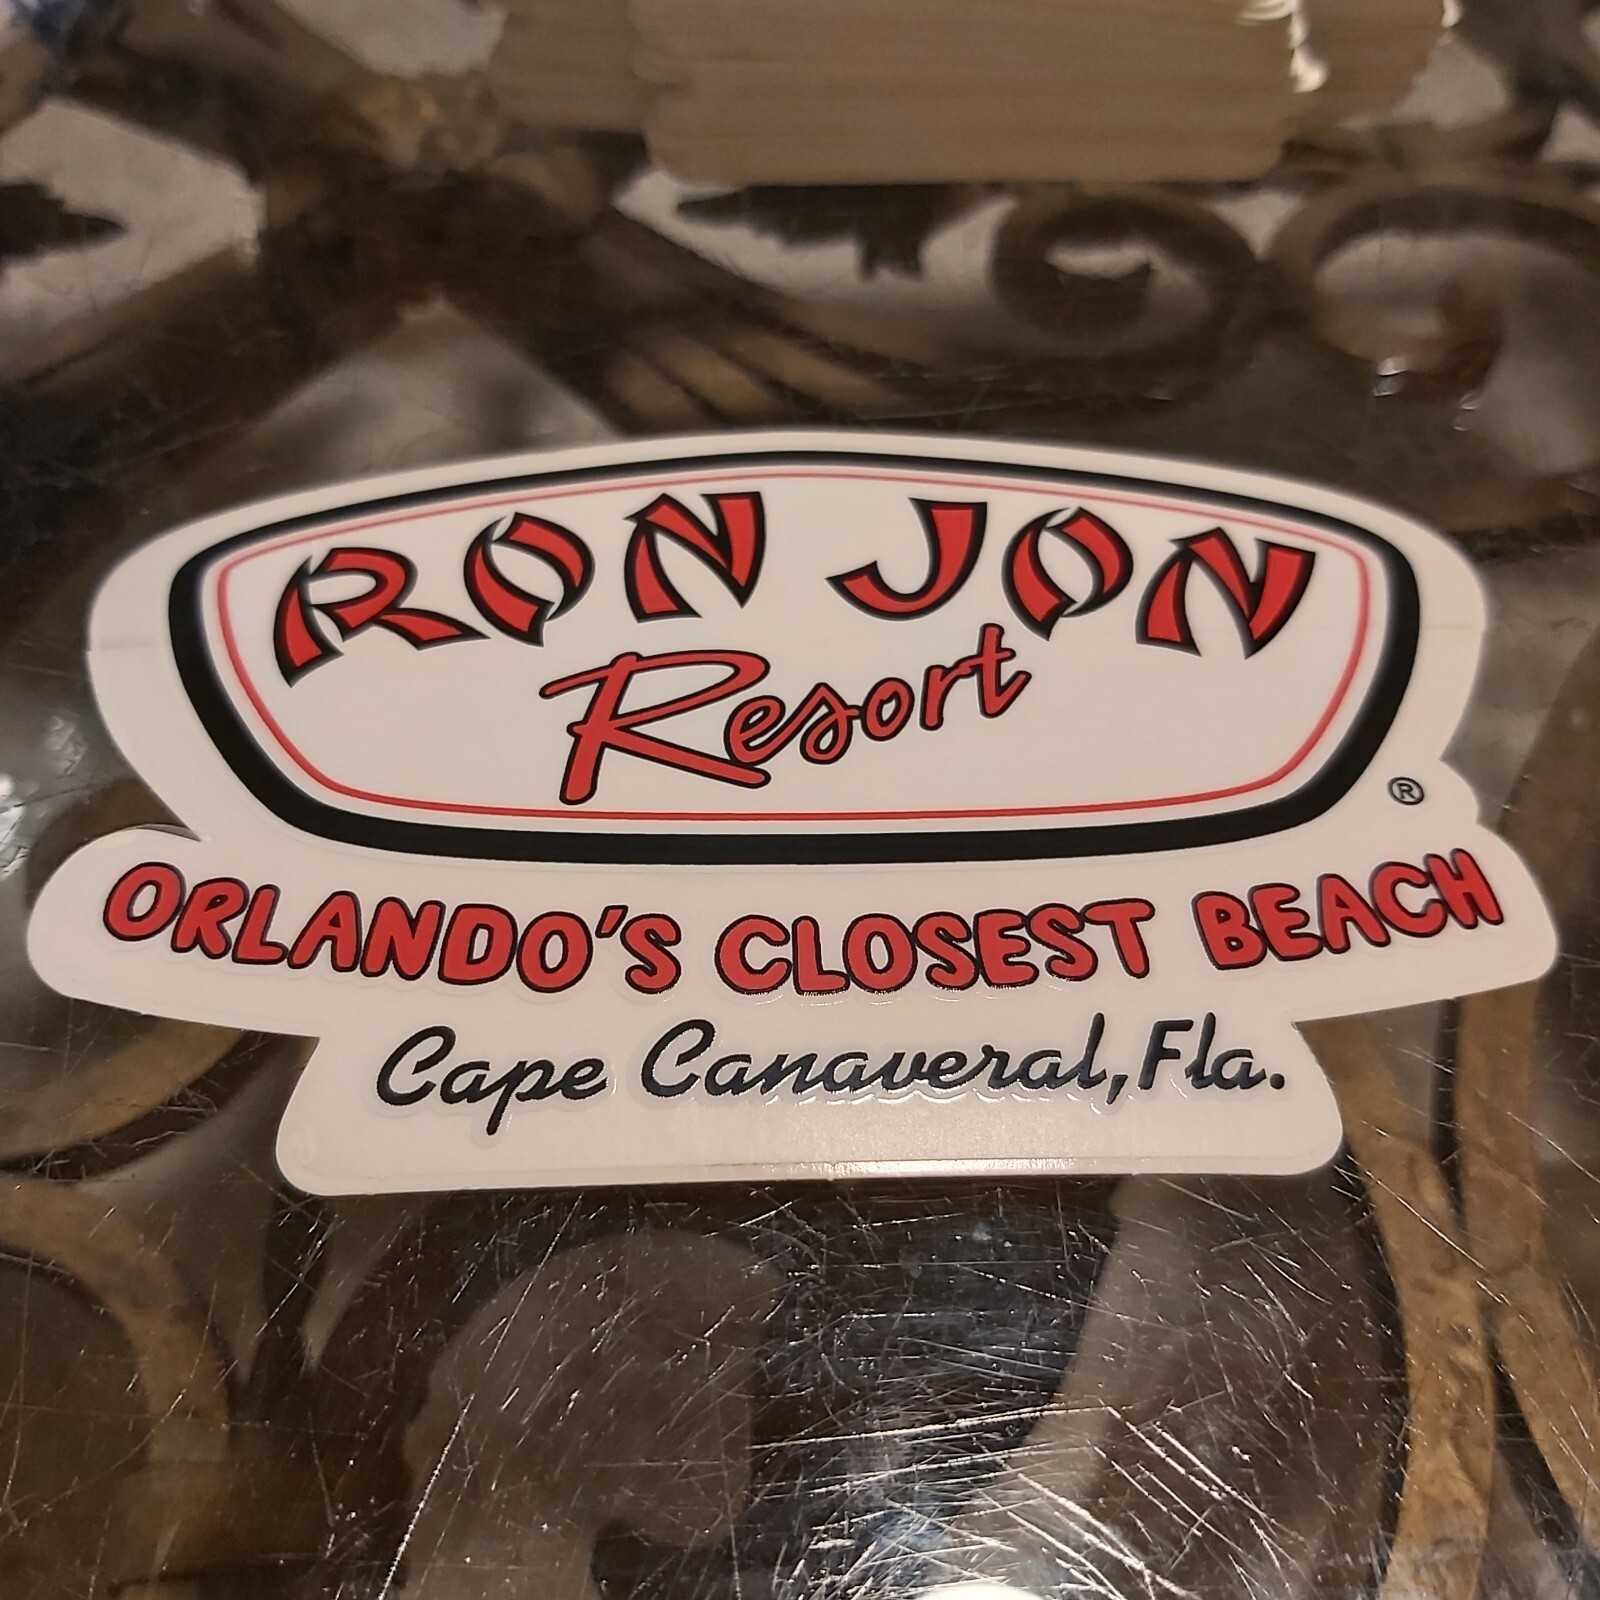 RON JON
Resort
®
ORLANDO'S CLOSEST BEACH
Cape Canaveral, Fla.